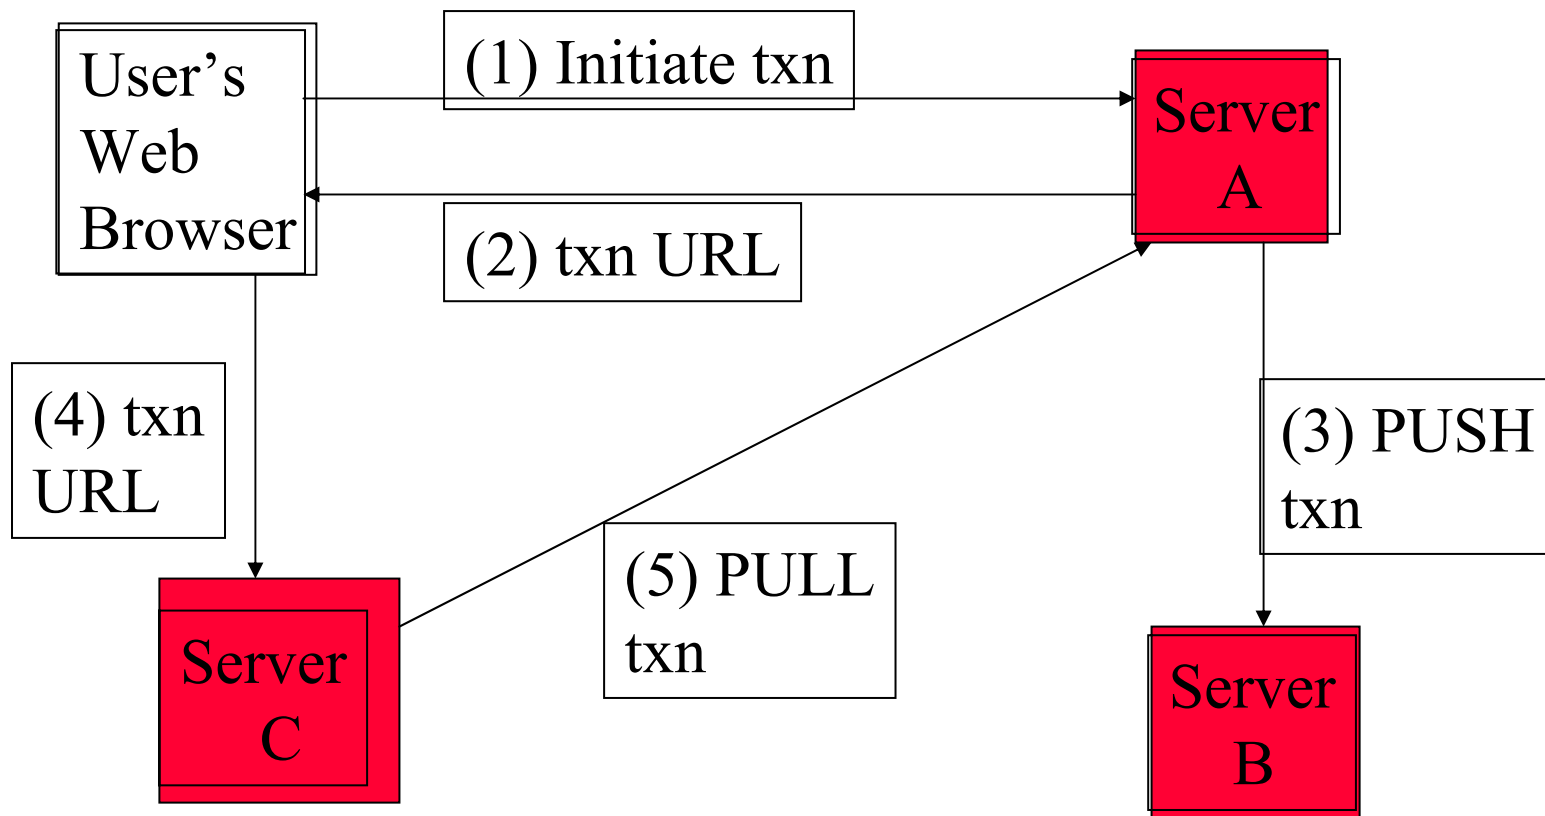 User’s
Web
Browser
(1) Initiate txn
Server
A
(2) txn URL
(4) txn
URL
(3) PUSH
txn
(5) PULL
txn
Server
C
Server
B